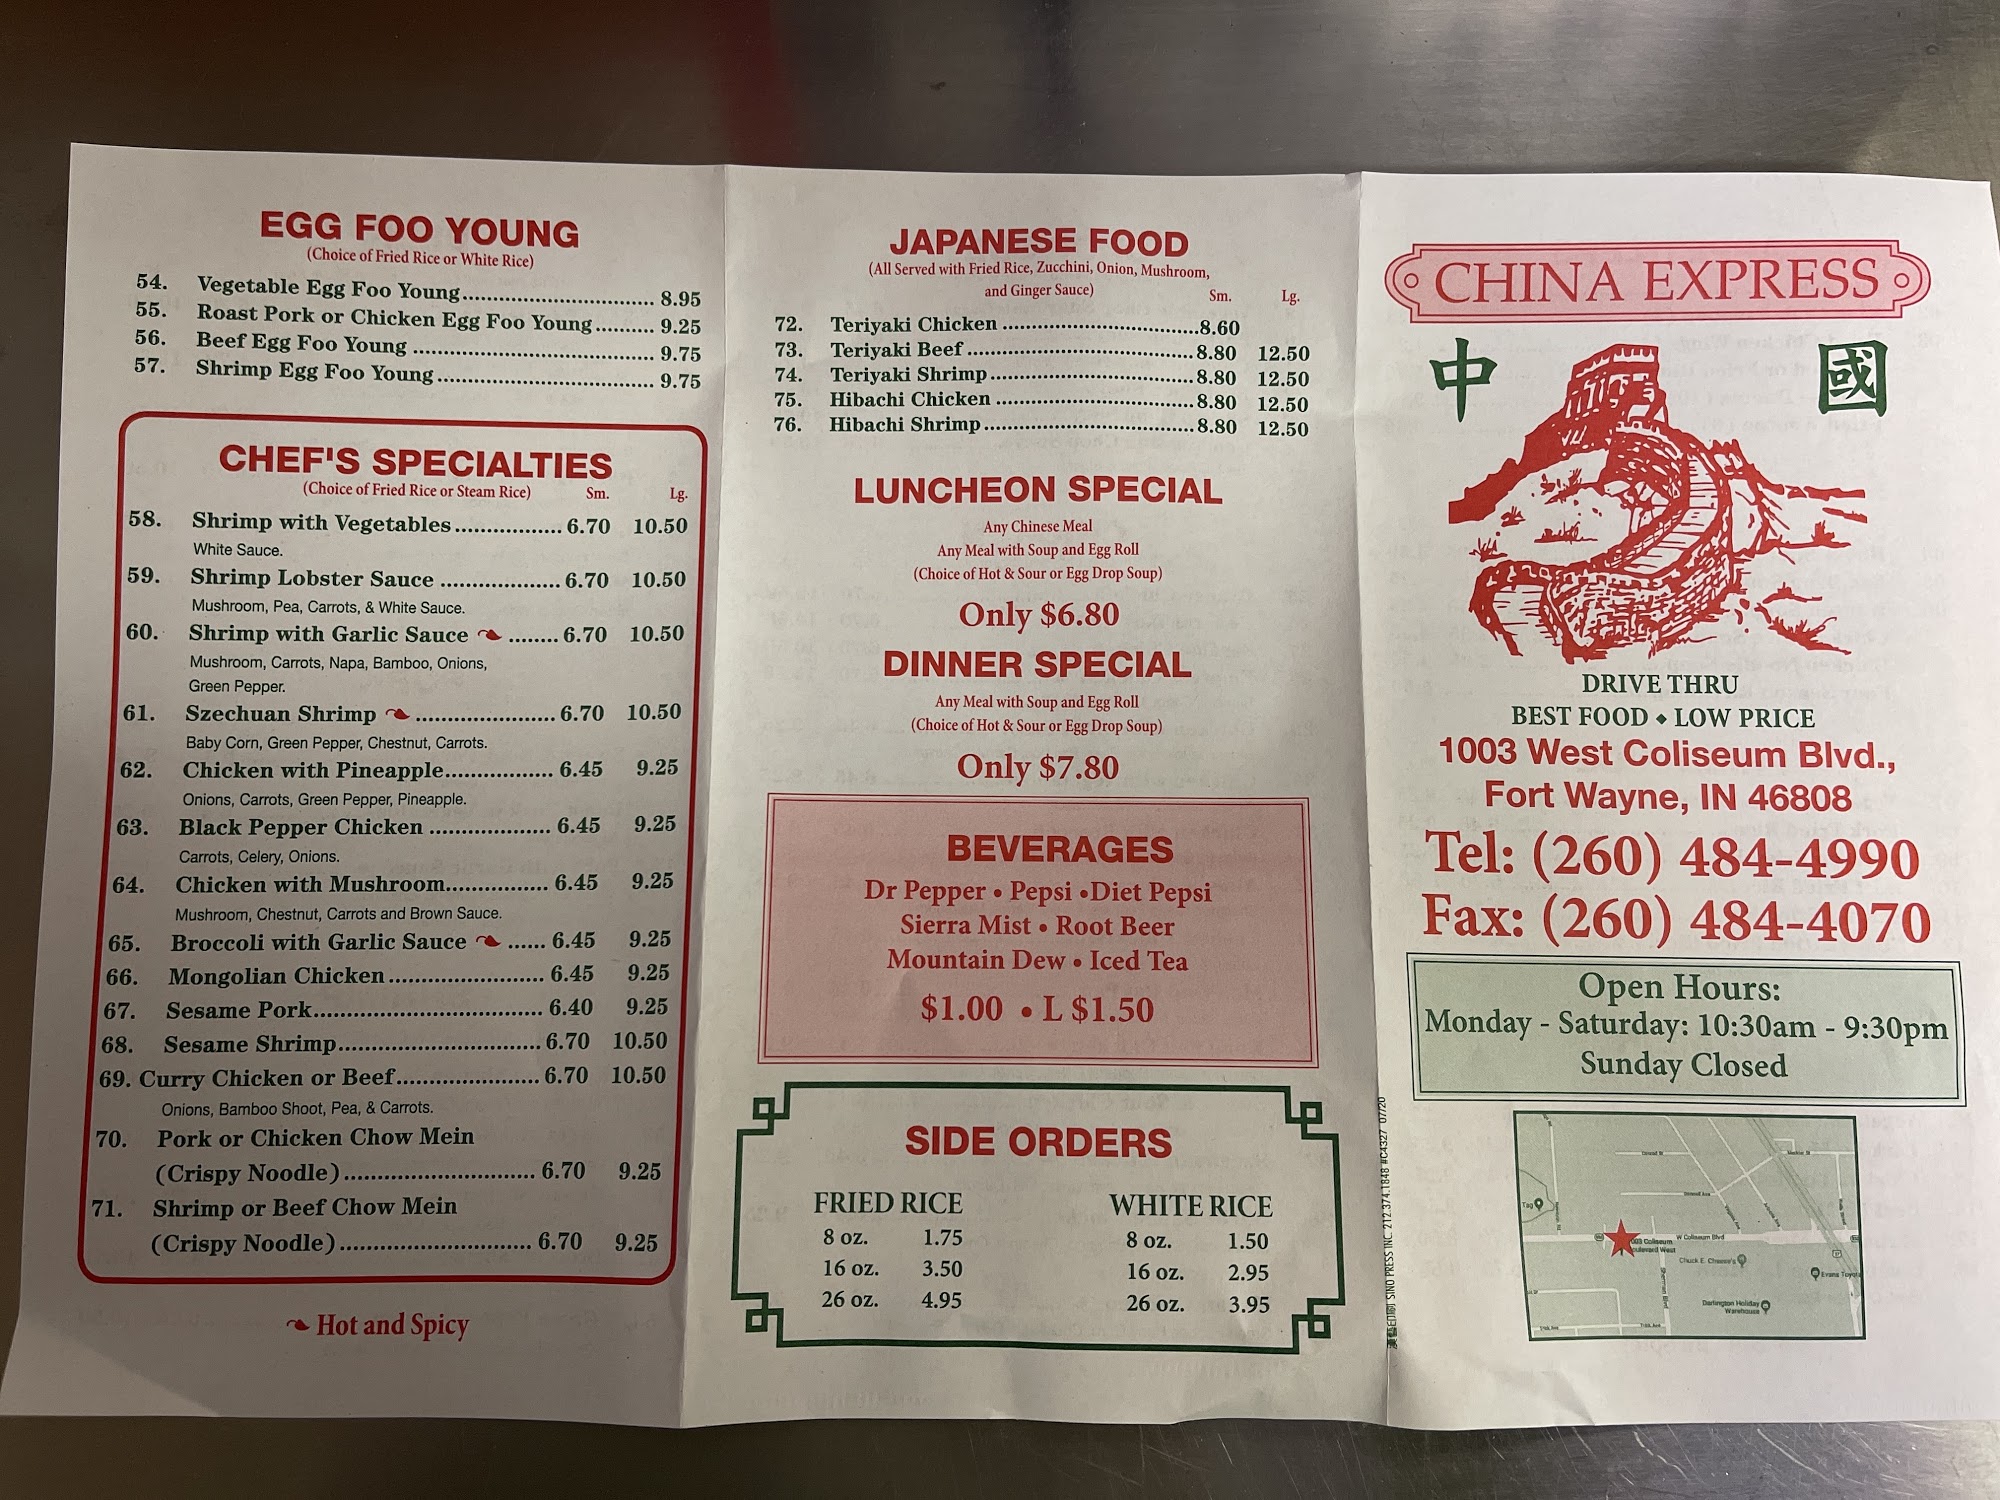 EGG FOO YOUNG
(Choice of Fried Rice or White Rice)
54. Vegetable Egg Foo Young................................ 8.95
55. Roast Pork or Chicken Egg Foo Young.......... 9.25
56. Beef Egg Foo Young ........................................ 9.75
57. Shrimp Egg Foo Young.................................... 9.75
CHEF'S SPECIALTIES
(Choice of Fried Rice or Steam Rice) Sm. Lg.
58. Shrimp with Vegetables................. 6.70 10.50
White Sauce.
59. Shrimp Lobster Sauce ................... 6.70 10.50
Mushroom, Pea, Carrots, & White Sauce.
60. Shrimp with Garlic Sauce ........ 6.70 10.50
Mushroom, Carrots, Napa, Bamboo, Onions,
Green Pepper.
61. Szechuan Shrimp ....................... 6.70 10.50
Baby Corn, Green Pepper, Chestnut, Carrots.
62. Chicken with Pineapple.................. 6.45 9.25
Onions, Carrots, Green Pepper, Pineapple.
63. Black Pepper Chicken .................... 6.45 9.25
Carrots, Celery, Onions.
64. Chicken with Mushroom................. 6.45 9.25
Mushroom, Chestnut, Carrots and Brown Sauce.
65. Broccoli with Garlic Sauce ...... 6.45 9.25
66. Mongolian Chicken.......................... 6.45 9.25
67. Sesame Pork...................................... 6.40 9.25
68. Sesame Shrimp.................................. 6.70 10.50
69. Curry Chicken or Beef........................ 6.70 10.50
Onions, Bamboo Shoot, Pea, & Carrots.
70. Pork or Chicken Chow Mein
(Crispy Noodle)................................ 6.70 9.25
71. Shrimp or Beef Chow Mein
(Crispy Noodle)................................ 6.70 9.25
Hot and Spicy
JAPANESE FOOD
(All Served with Fried Rice, Zucchini, Onion, Mushroom,
and Ginger Sauce) Sm. Lg.
72. Teriyaki Chicken .................................8.60
73. Teriyaki Beef ......................................8.80 12.50
74. Teriyaki Shrimp..................................8.80 12.50
75. Hibachi Chicken .................................8.80 12.50
76. Hibachi Shrimp...................................8.80 12.50
LUNCHEON SPECIAL
Any Chinese Meal
Any Meal with Soup and Egg Roll
(Choice of Hot & Sour or Egg Drop Soup)
Only $6.80
DINNER SPECIAL
Any Meal with Soup and Egg Roll
(Choice of Hot & Sour or Egg Drop Soup)
Only $7.80
BEVERAGES
Dr Pepper • Pepsi •Diet Pepsi
Sierra Mist • Root Beer
Mountain Dew • Iced Tea
$1.00 • L $1.50
SIDE ORDERS
FRIED RICE WHITE RICE
8 oz. 1.75 8 oz. 1.50
16 oz. 3.50 16 oz. 2.95
26 oz. 4.95 26 oz. 3.95
SINO PRESS INC. 212.374.1848 #C4327 07/20
CHINA EXPRESS
中 國
DRIVE THRU
BEST FOOD ◆ LOW PRICE
1003 West Coliseum Blvd.,
Fort Wayne, IN 46808
Tel: (260) 484-4990
Fax: (260) 484-4070
Open Hours:
Monday - Saturday: 10:30am - 9:30pm
Sunday Closed
Tag
W Coliseum Blvd
Chuck E. Cheese's
Evans Toyota
Darlington Holiday
Warehouse